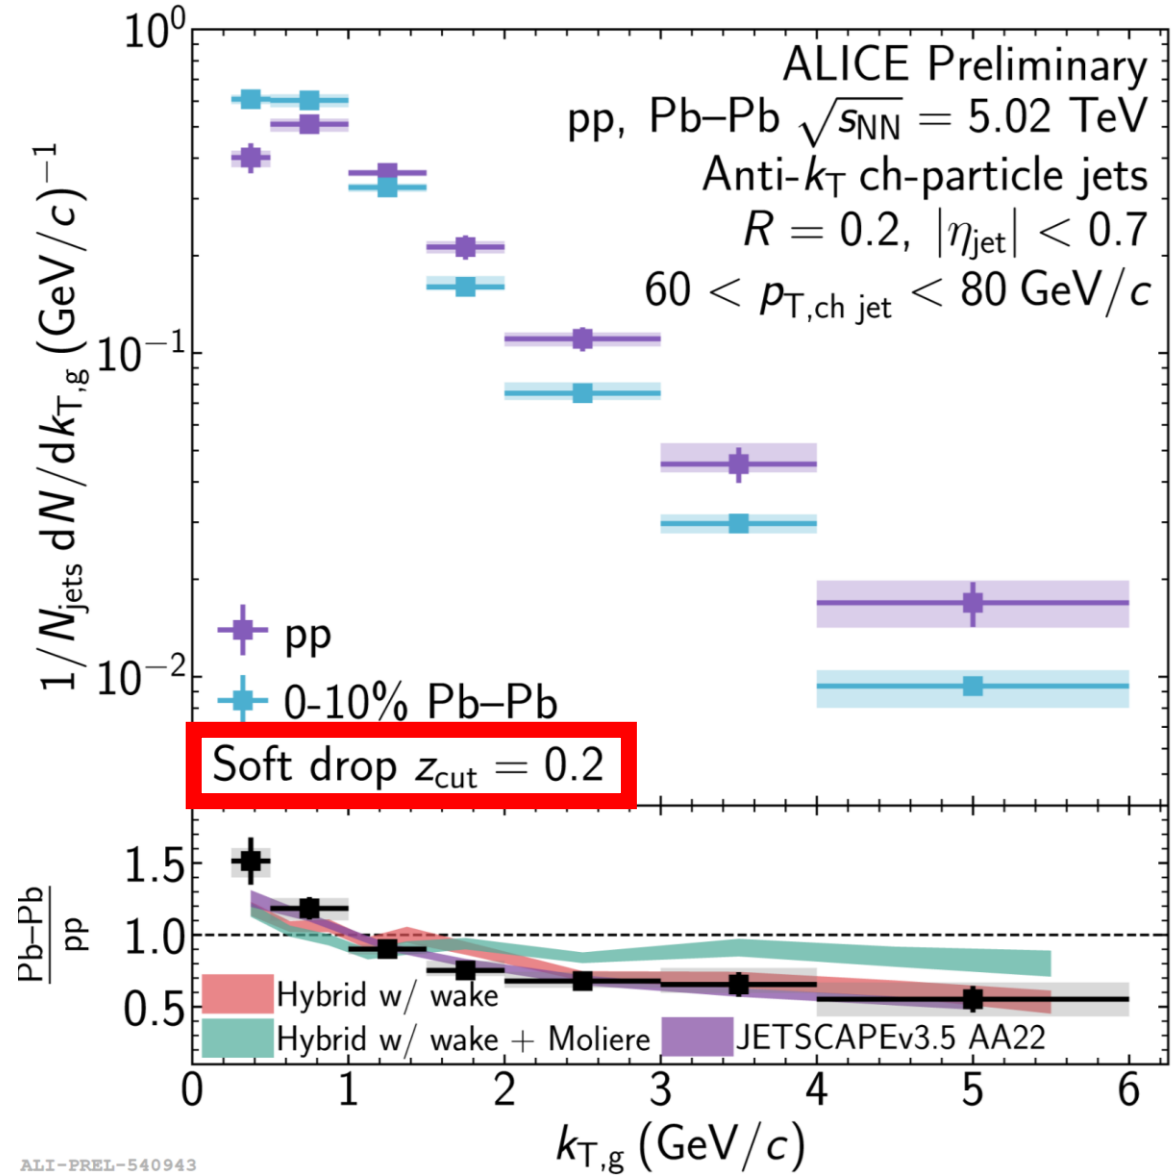 10⁰
ALICE Preliminary
pp, Pb–Pb √sNN = 5.02 TeV
Anti-kT ch-particle jets
R = 0.2, |ηjet| < 0.7
60 < pT,ch jet < 80 GeV/c
1/Njets dN/dkT,g (GeV/c)⁻¹
10⁻¹
pp
10⁻²
0-10% Pb–Pb
Soft drop zcut = 0.2
Pb–Pb
pp
1.5
1.0
0.5
Hybrid w/ wake
Hybrid w/ wake + Moliere
JETSCAPEv3.5 AA22
0 1 2 3 4 5 6
kT,g (GeV/c)
ALI-PREL-540943